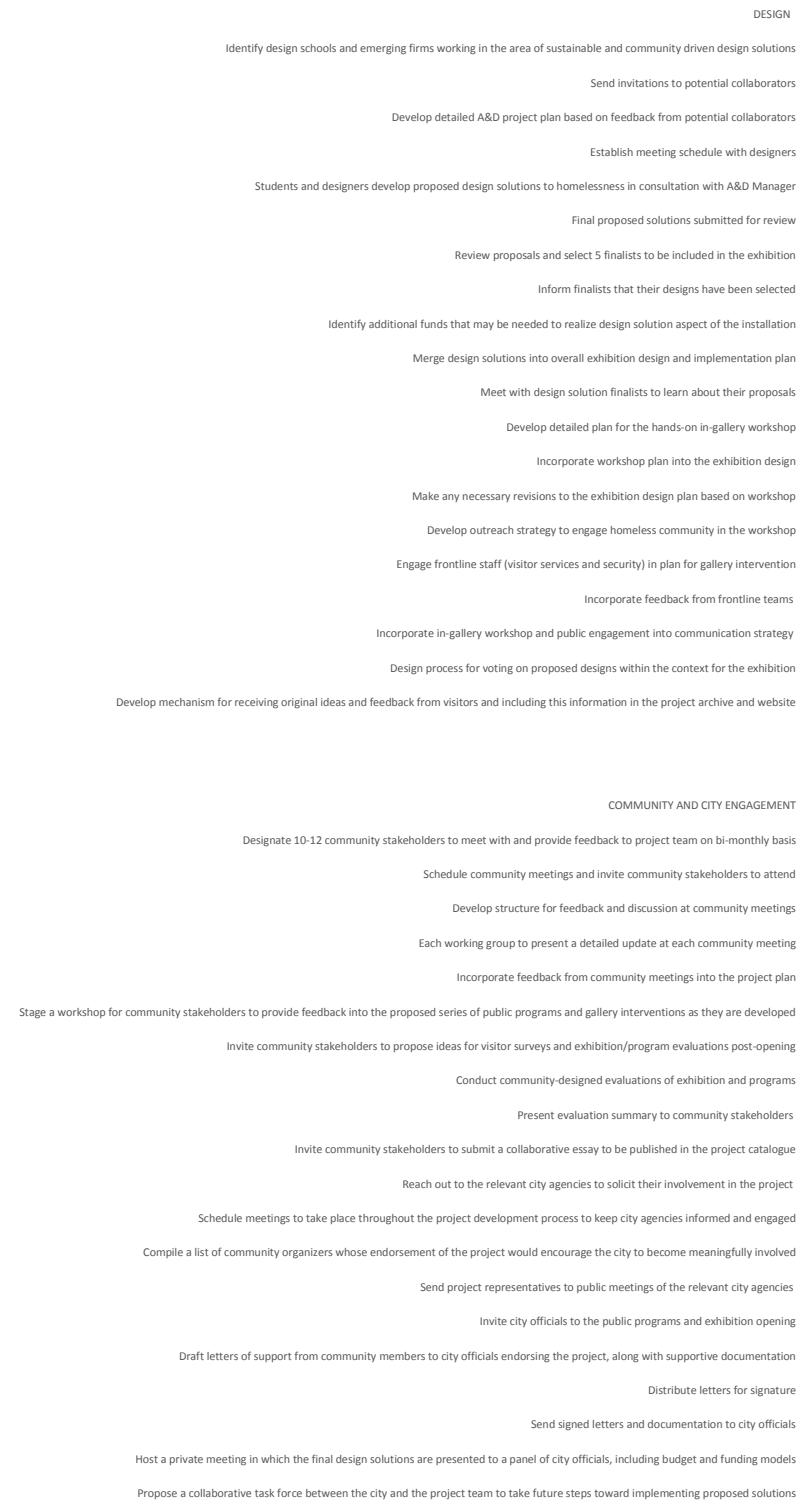 DESIGN
Identify design schools and emerging firms working in the area of sustainable and community driven design solutions
Send invitations to potential collaborators
Develop detailed A&D project plan based on feedback from potential collaborators
Establish meeting schedule with designers
Students and designers develop proposed design solutions to homelessness in consultation with A&D Manager
Final proposed solutions submitted for review
Review proposals and select 5 finalists to be included in the exhibition
Inform finalists that their designs have been selected
Identify additional funds that may be needed to realize design solution aspect of the installation
Merge design solutions into overall exhibition design and implementation plan
Meet with design solution finalists to learn about their proposals
Develop detailed plan for the hands-on in-gallery workshop
Incorporate workshop plan into the exhibition design
Make any necessary revisions to the exhibition design plan based on workshop
Develop outreach strategy to engage homeless community in the workshop
Engage frontline staff (visitor services and security) in plan for gallery intervention
Incorporate feedback from frontline teams
Incorporate in-gallery workshop and public engagement into communication strategy
Design process for voting on proposed designs within the context for the exhibition
Develop mechanism for receiving original ideas and feedback from visitors and including this information in the project archive and website
COMMUNITY AND CITY ENGAGEMENT
Designate 10-12 community stakeholders to meet with and provide feedback to project team on bi-monthly basis
Schedule community meetings and invite community stakeholders to attend
Develop structure for feedback and discussion at community meetings
Each working group to present a detailed update at each community meeting
Incorporate feedback from community meetings into the project plan
Stage a workshop for community stakeholders to provide feedback into the proposed series of public programs and gallery interventions as they are developed
Invite community stakeholders to propose ideas for visitor surveys and exhibition/program evaluations post-opening
Conduct community-designed evaluations of exhibition and programs
Present evaluation summary to community stakeholders
Invite community stakeholders to submit a collaborative essay to be published in the project catalogue
Reach out to the relevant city agencies to solicit their involvement in the project
Schedule meetings to take place throughout the project development process to keep city agencies informed and engaged
Compile a list of community organizers whose endorsement of the project would encourage the city to become meaningfully involved
Send project representatives to public meetings of the relevant city agencies
Invite city officials to the public programs and exhibition opening
Draft letters of support from community members to city officials endorsing the project, along with supportive documentation
Distribute letters for signature
Send signed letters and documentation to city officials
Host a private meeting in which the final design solutions are presented to a panel of city officials, including budget and funding models
Propose a collaborative task force between the city and the project team to take future steps toward implementing proposed solutions